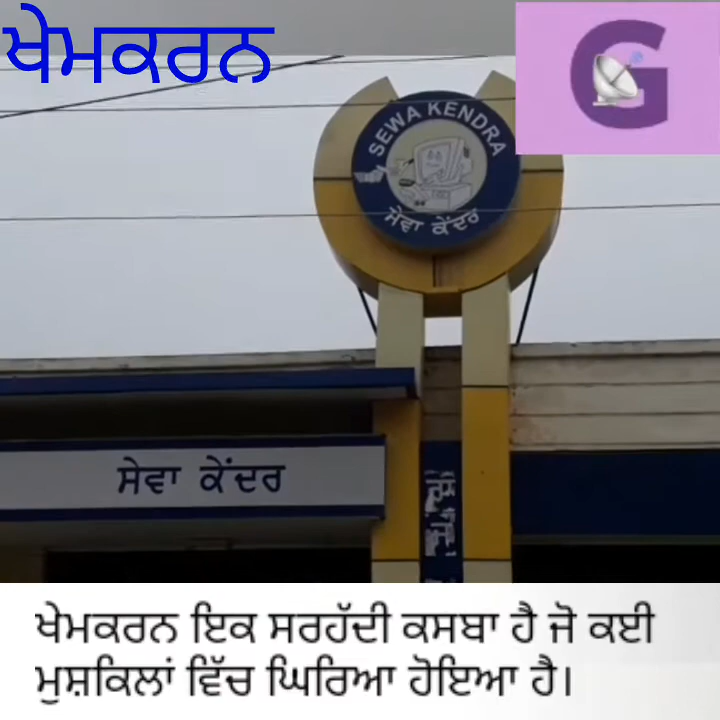 ਖੇਮਕਰਨ
G
SEWA KENDRA
ਸੇਵਾ ਕੇਂਦਰ
ਸੇਵਾ ਕੇਂਦਰ
ਖੇਮਕਰਨ ਇਕ ਸਰਹੱਦੀ ਕਸਬਾ ਹੈ ਜੋ ਕਈ
ਮੁਸ਼ਕਿਲਾਂ ਵਿੱਚ ਘਿਰਿਆ ਹੋਇਆ ਹੈ।